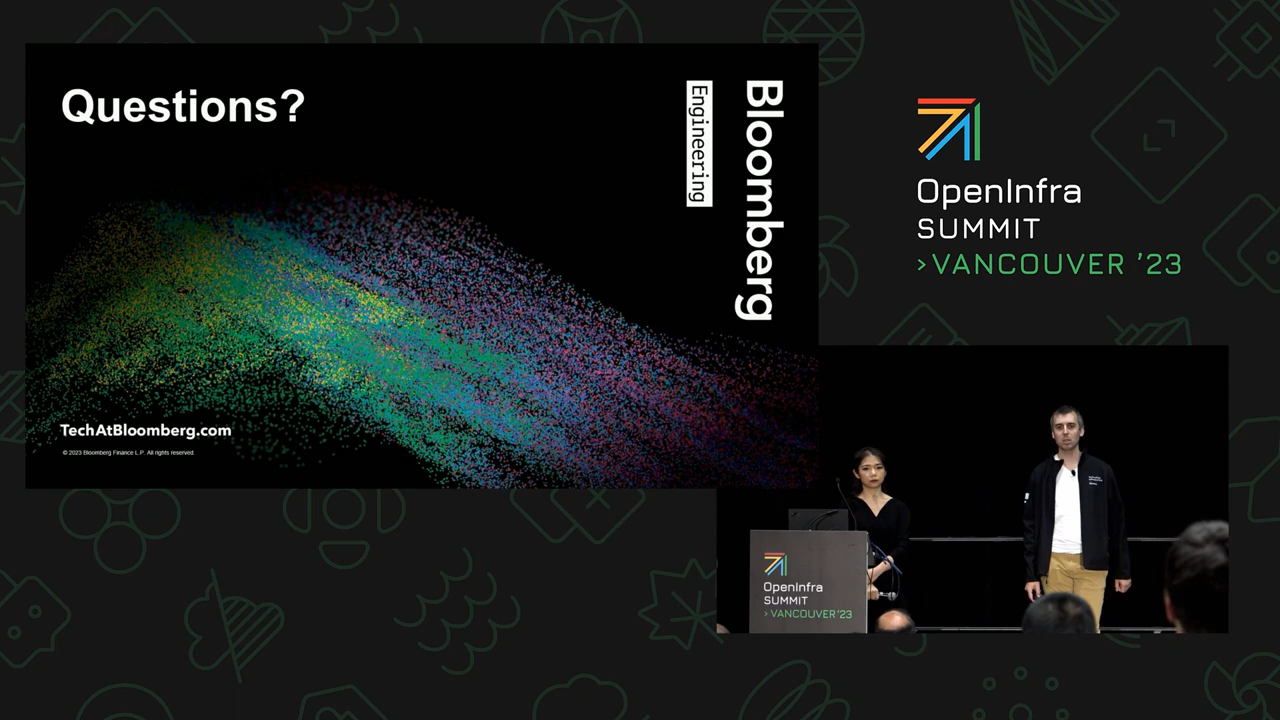 Questions?
Engineering
Bloomberg
TechAtBloomberg.com
© 2023 Bloomberg Finance L.P. All rights reserved.
OpenInfra
SUMMIT
>VANCOUVER '23
OpenInfra
SUMMIT
> VANCOUVER '23